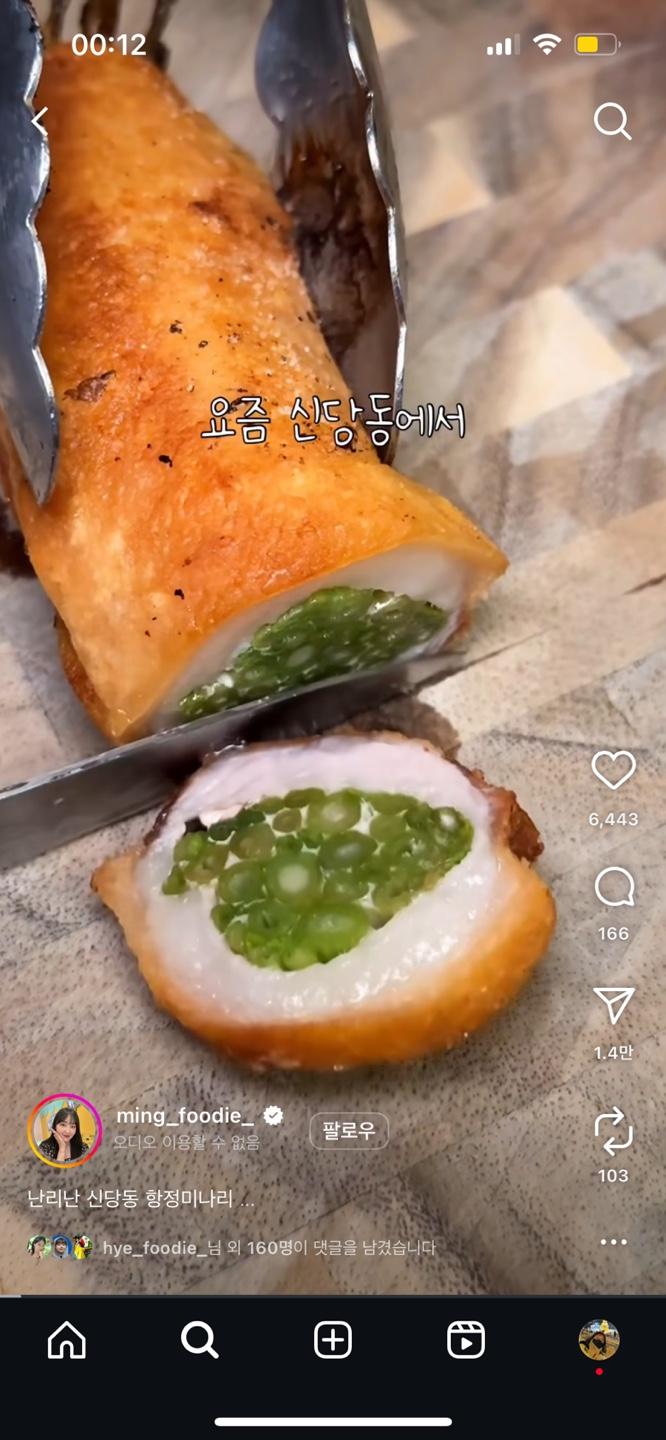 00:12
요즘 신당동에서
6,443
166
1.4만
ming_foodie_
오디오 이용할 수 없음
팔로우
103
난리난 신당동 항정미나리 ...
hye_foodie_님 외 160명이 댓글을 남겼습니다